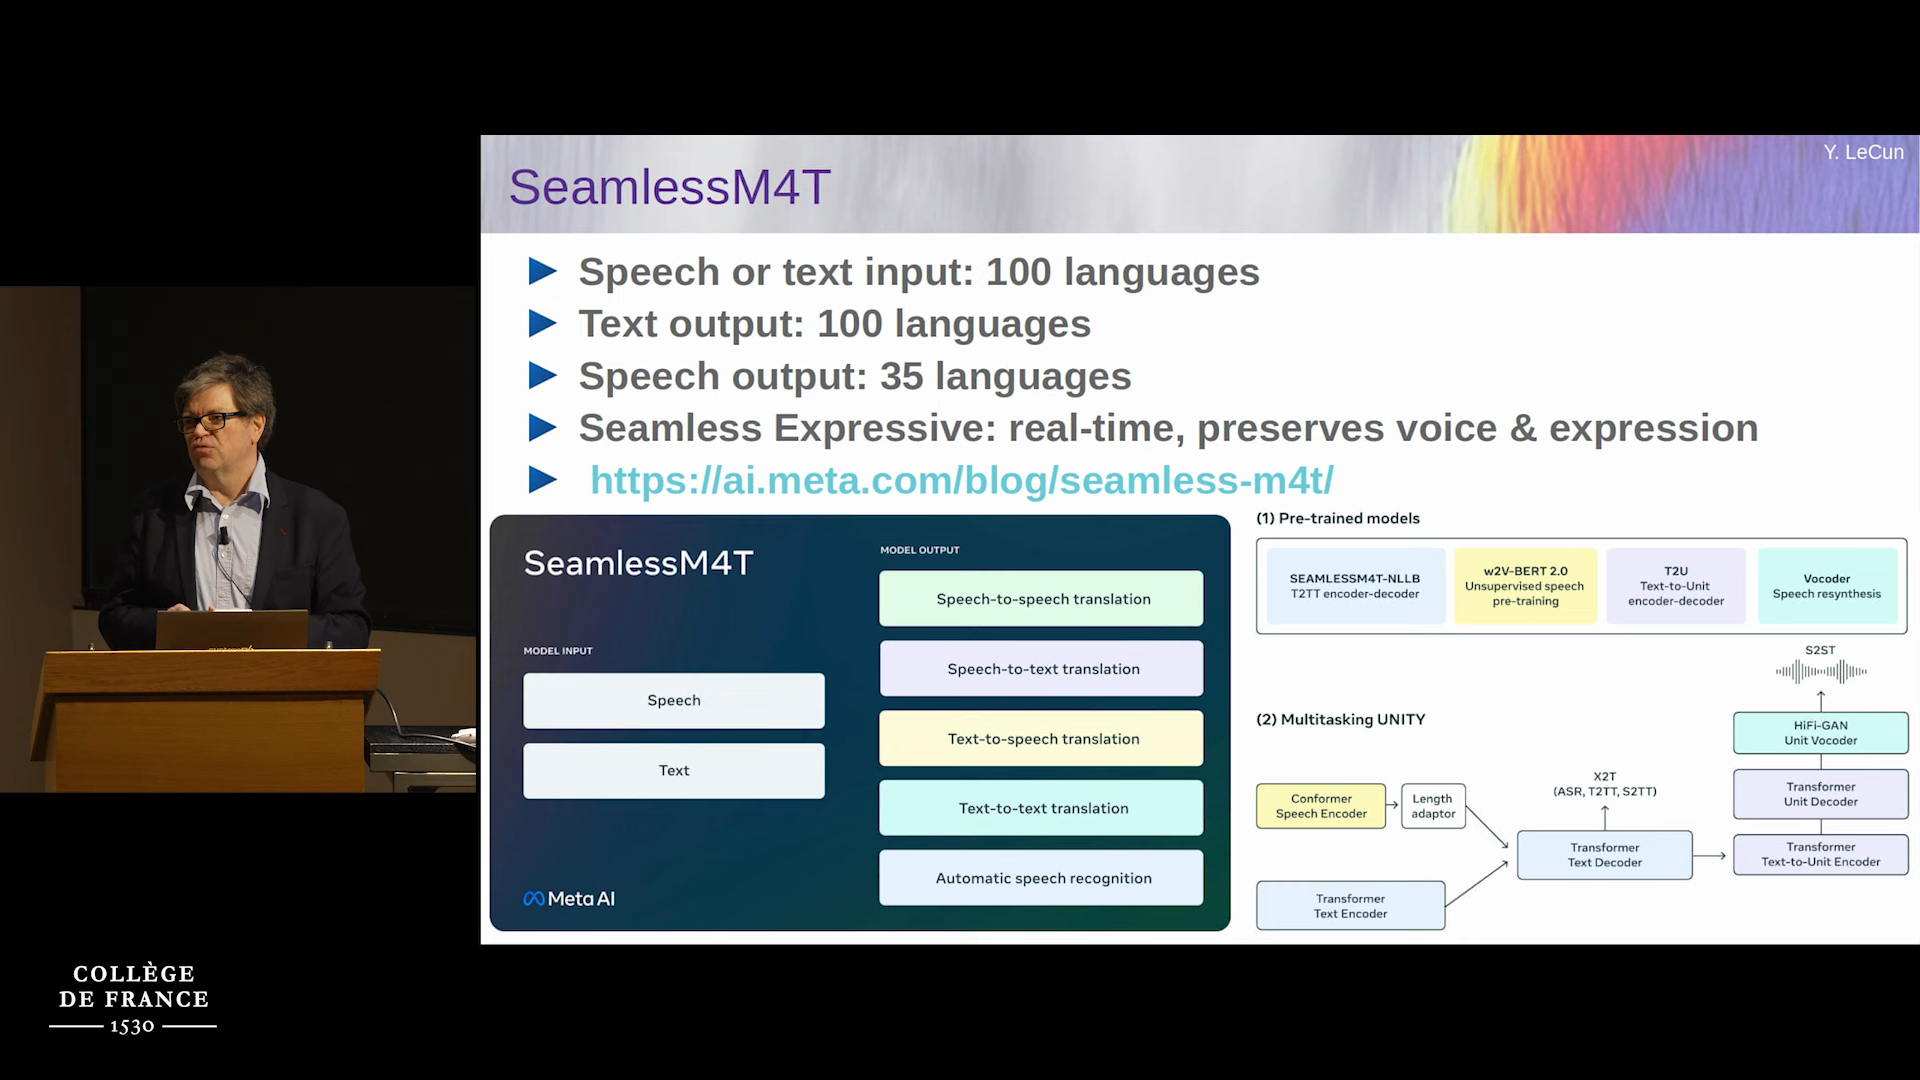 Y. LeCun
SeamlessM4T
Speech or text input: 100 languages
Text output: 100 languages
Speech output: 35 languages
Seamless Expressive: real-time, preserves voice & expression
https://ai.meta.com/blog/seamless-m4t/
SeamlessM4T
MODEL INPUT
Speech
Text
MODEL OUTPUT
Speech-to-speech translation
Speech-to-text translation
Text-to-speech translation
Text-to-text translation
Automatic speech recognition
Meta AI
(1) Pre-trained models
SEAMLESSM4T-NLLB
T2TT encoder-decoder
w2V-BERT 2.0
Unsupervised speech
pre-training
T2U
Text-to-Unit
encoder-decoder
Vocoder
Speech resynthesis
(2) Multitasking UNITY
Conformer
Speech Encoder
Length
adaptor
Transformer
Text Encoder
X2T
(ASR, T2TT, S2TT)
Transformer
Text Decoder
S2ST
HiFi-GAN
Unit Vocoder
Transformer
Unit Decoder
Transformer
Text-to-Unit Encoder
COLLÈGE
DE FRANCE
1530